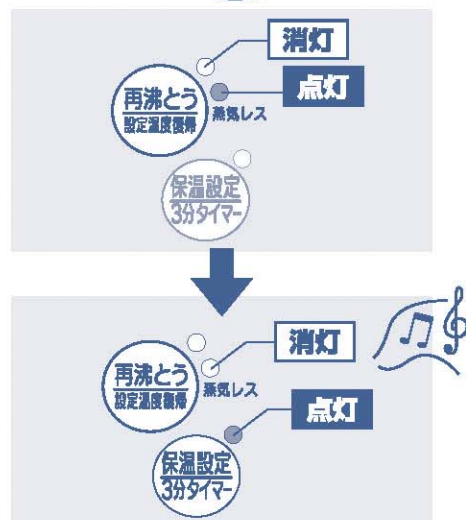 消灯
点灯
再沸とう
設定温度復帰
蒸気レス
保温設定
3分タイマー
消灯
再沸とう
設定温度復帰
蒸気レス
点灯
保温設定
3分タイマー